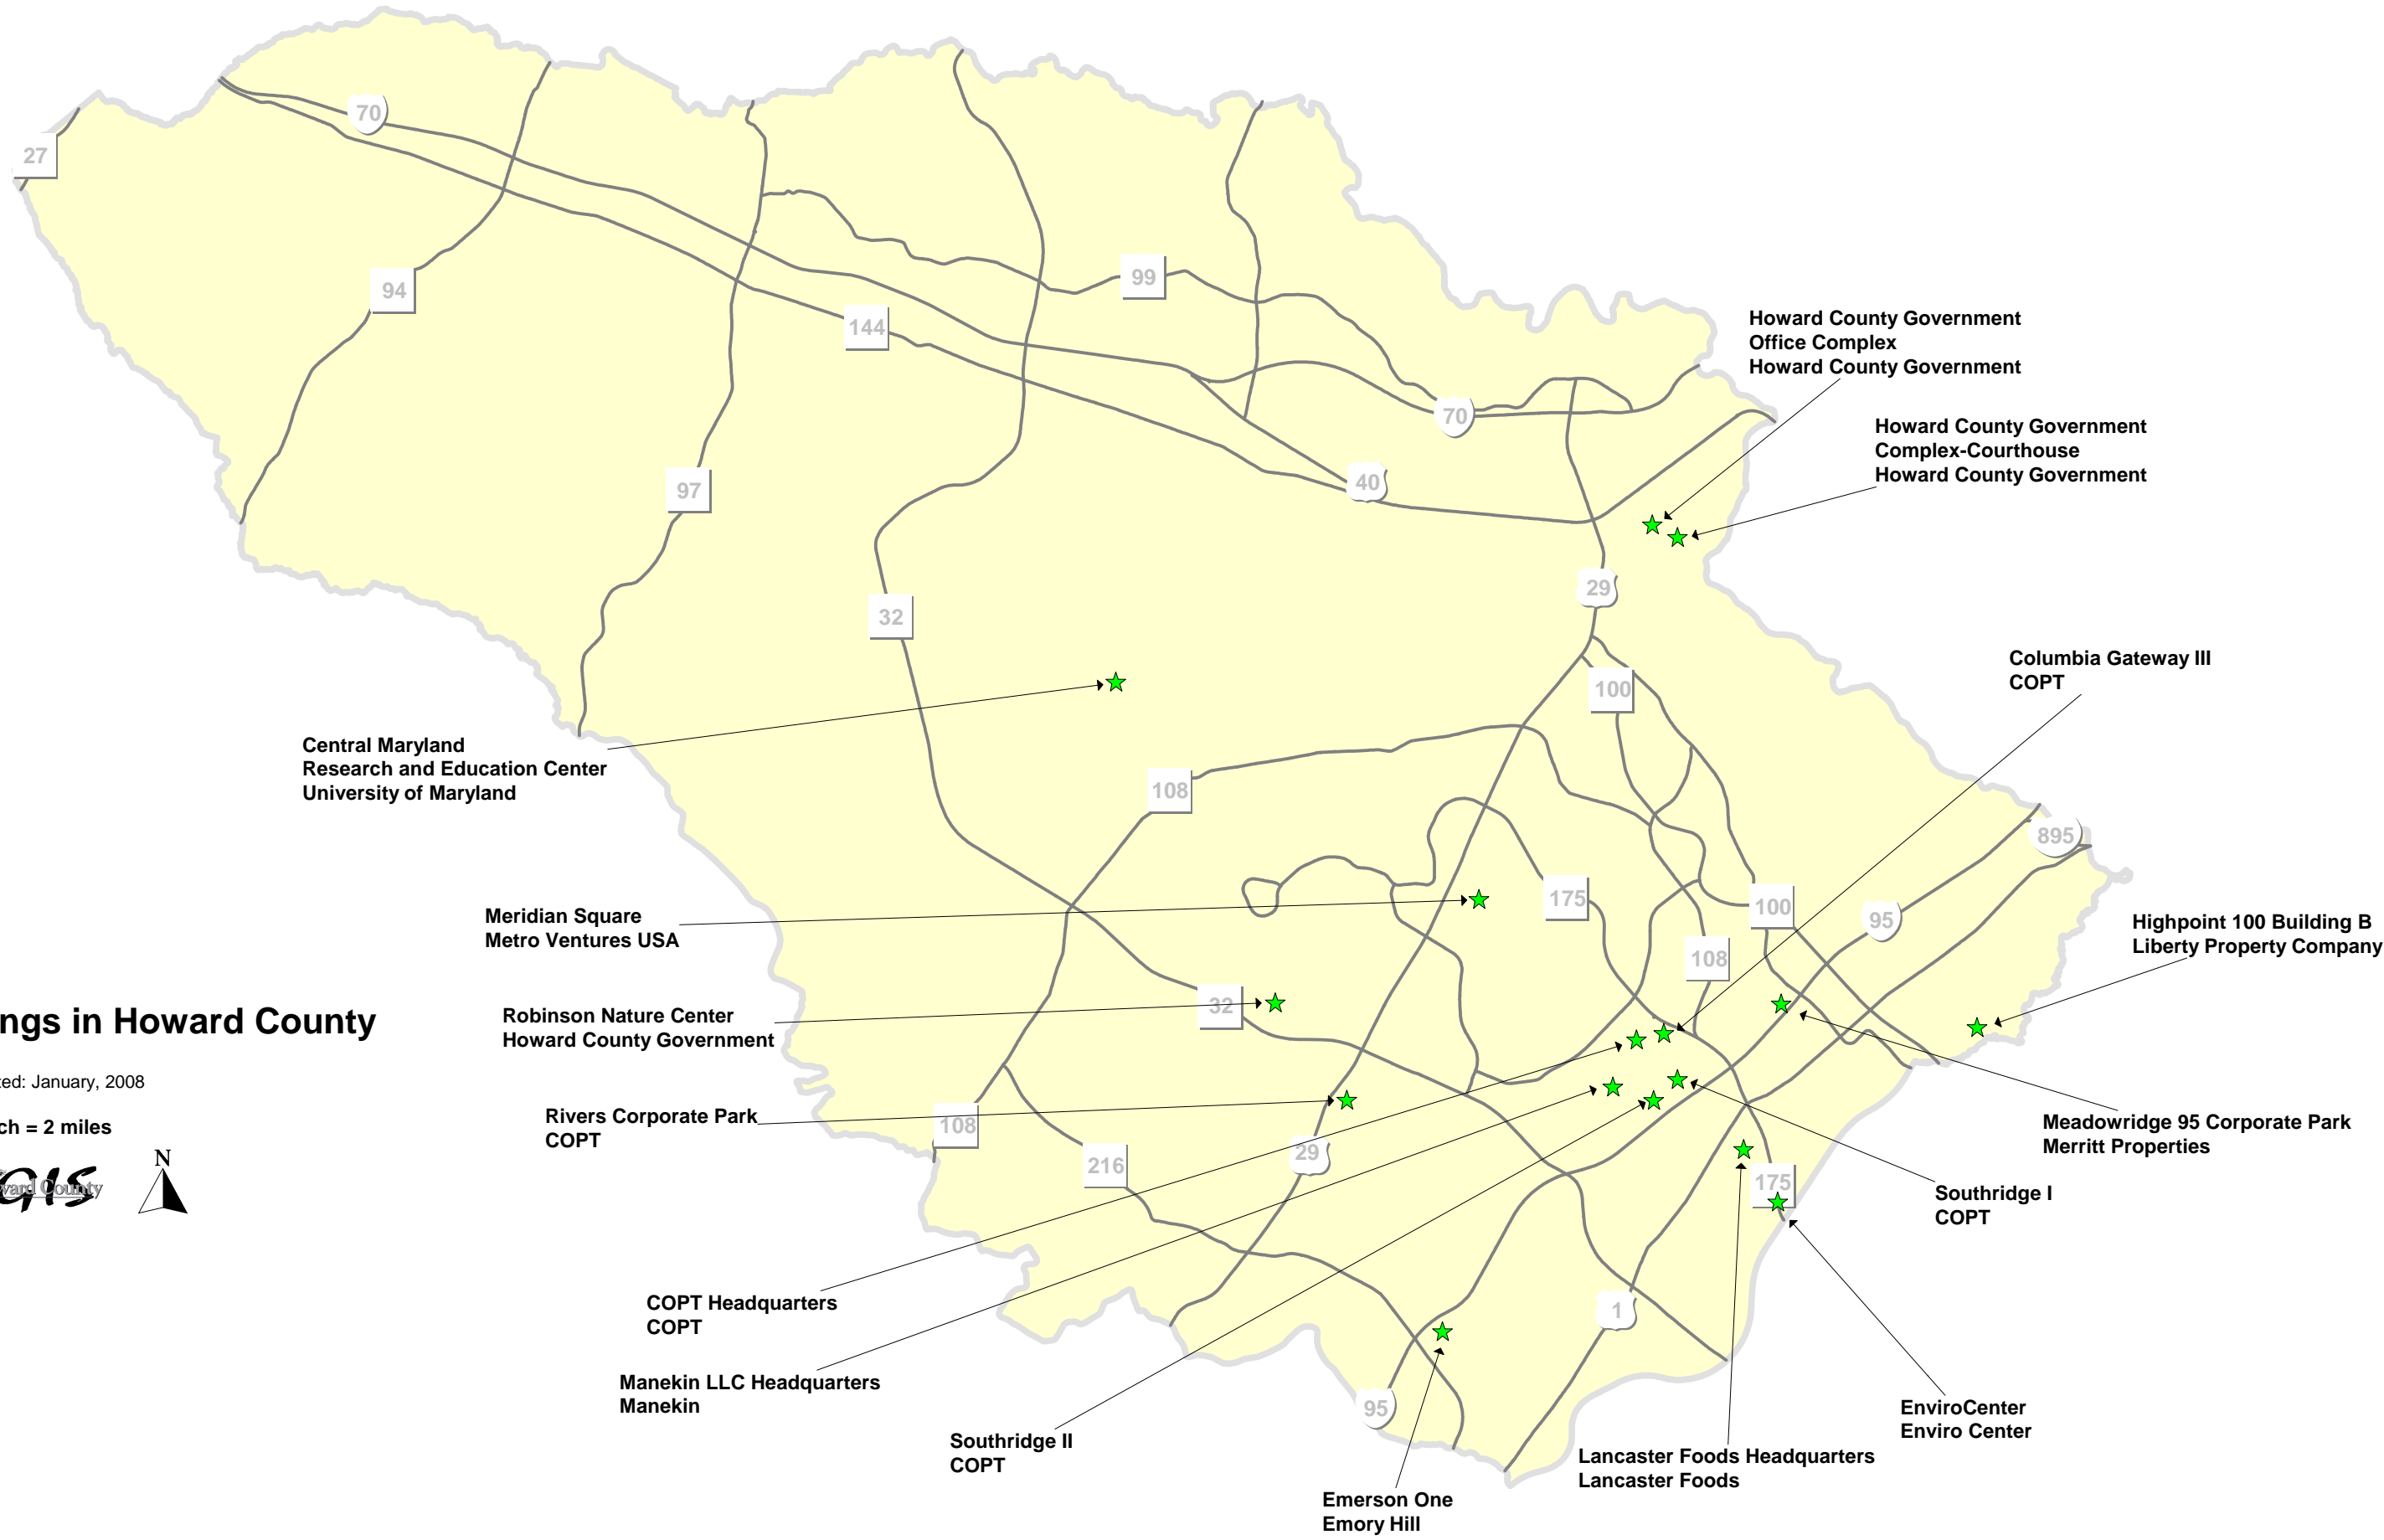 70
27
94
99
144
Howard County Government
Office Complex
Howard County Government
70
Howard County Government
Complex-Courthouse
Howard County Government
97
40
29
32
Columbia Gateway III
COPT
100
Central Maryland
Research and Education Center
University of Maryland
108
895
175
100
95
Meridian Square
Metro Ventures USA
Highpoint 100 Building B
Liberty Property Company
108
ngs in Howard County
32
Robinson Nature Center
Howard County Government
ted: January, 2008
ch = 2 miles
Rivers Corporate Park
COPT
108
Meadowridge 95 Corporate Park
Merritt Properties
N
GIS
vard County
216
29
175
Southridge I
COPT
COPT Headquarters
COPT
1
Manekin LLC Headquarters
Manekin
95
EnviroCenter
Enviro Center
Southridge II
COPT
Lancaster Foods Headquarters
Lancaster Foods
Emerson One
Emory Hill